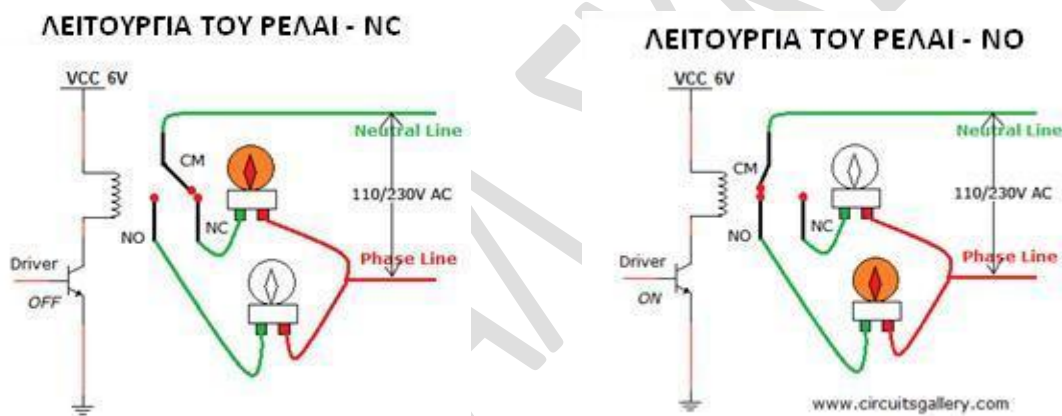 ΛΕΙΤΟΥΡΓΙΑ ΤΟΥ ΡΕΛΑΙ - NC
VCC 6V
Neutral Line
CM
110/230V AC
NO
NC
Phase Line
Driver
OFF
ΛΕΙΤΟΥΡΓΙΑ ΤΟΥ ΡΕΛΑΙ - NO
VCC 6V
Neutral Line
CM
110/230V AC
NO
NC
Phase Line
Driver
ON
www.circuitsgallery.com